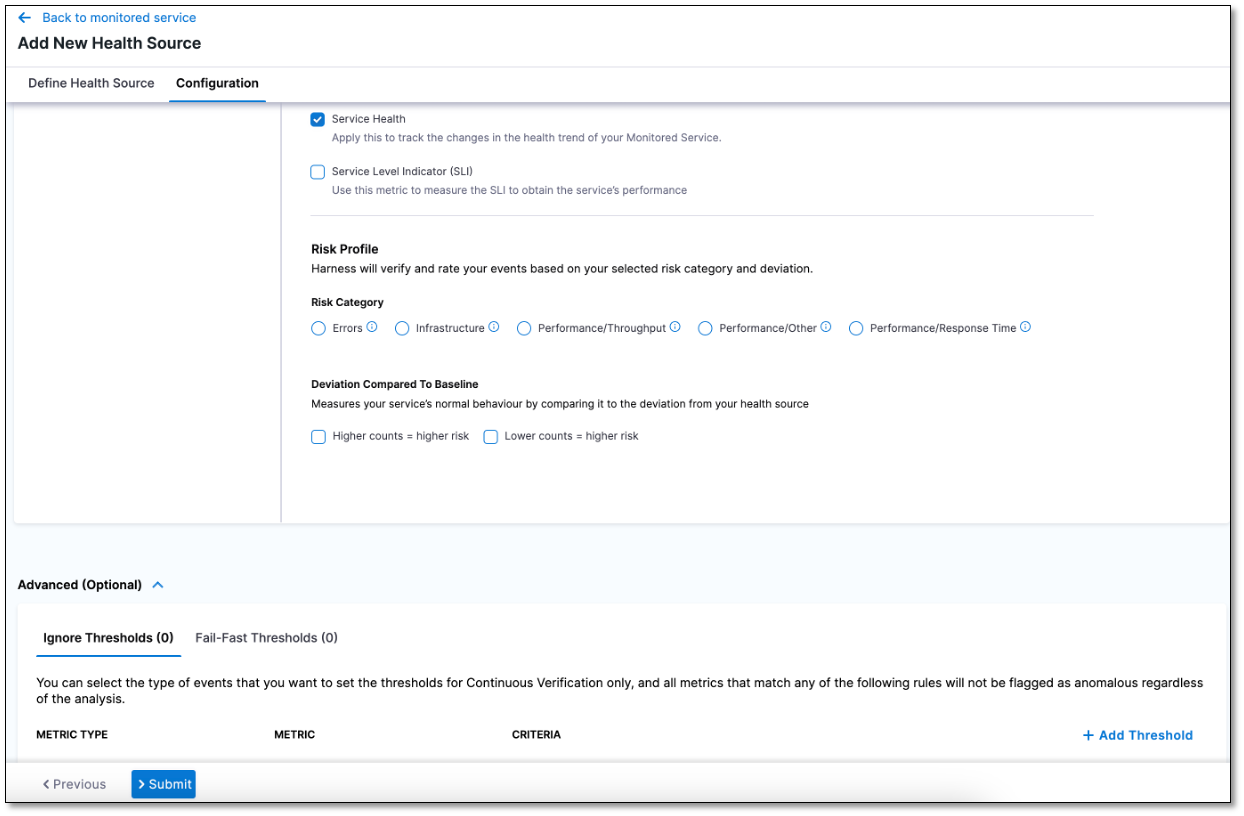 Back to monitored service
Add New Health Source
Define Health Source Configuration
Service Health
Apply this to track the changes in the health trend of your Monitored Service.
Service Level Indicator (SLI)
Use this metric to measure the SLI to obtain the service's performance
Risk Profile
Harness will verify and rate your events based on your selected risk category and deviation.
Risk Category
Errors Infrastructure Performance/Throughput Performance/Other Performance/Response Time
Deviation Compared To Baseline
Measures your service's normal behaviour by comparing it to the deviation from your health source
Higher counts = higher risk Lower counts = higher risk
Advanced (Optional)
Ignore Thresholds (0) Fail-Fast Thresholds (0)
You can select the type of events that you want to set the thresholds for Continuous Verification only, and all metrics that match any of the following rules will not be flagged as anomalous regardless
of the analysis.
METRIC TYPE METRIC CRITERIA + Add Threshold
< Previous > Submit